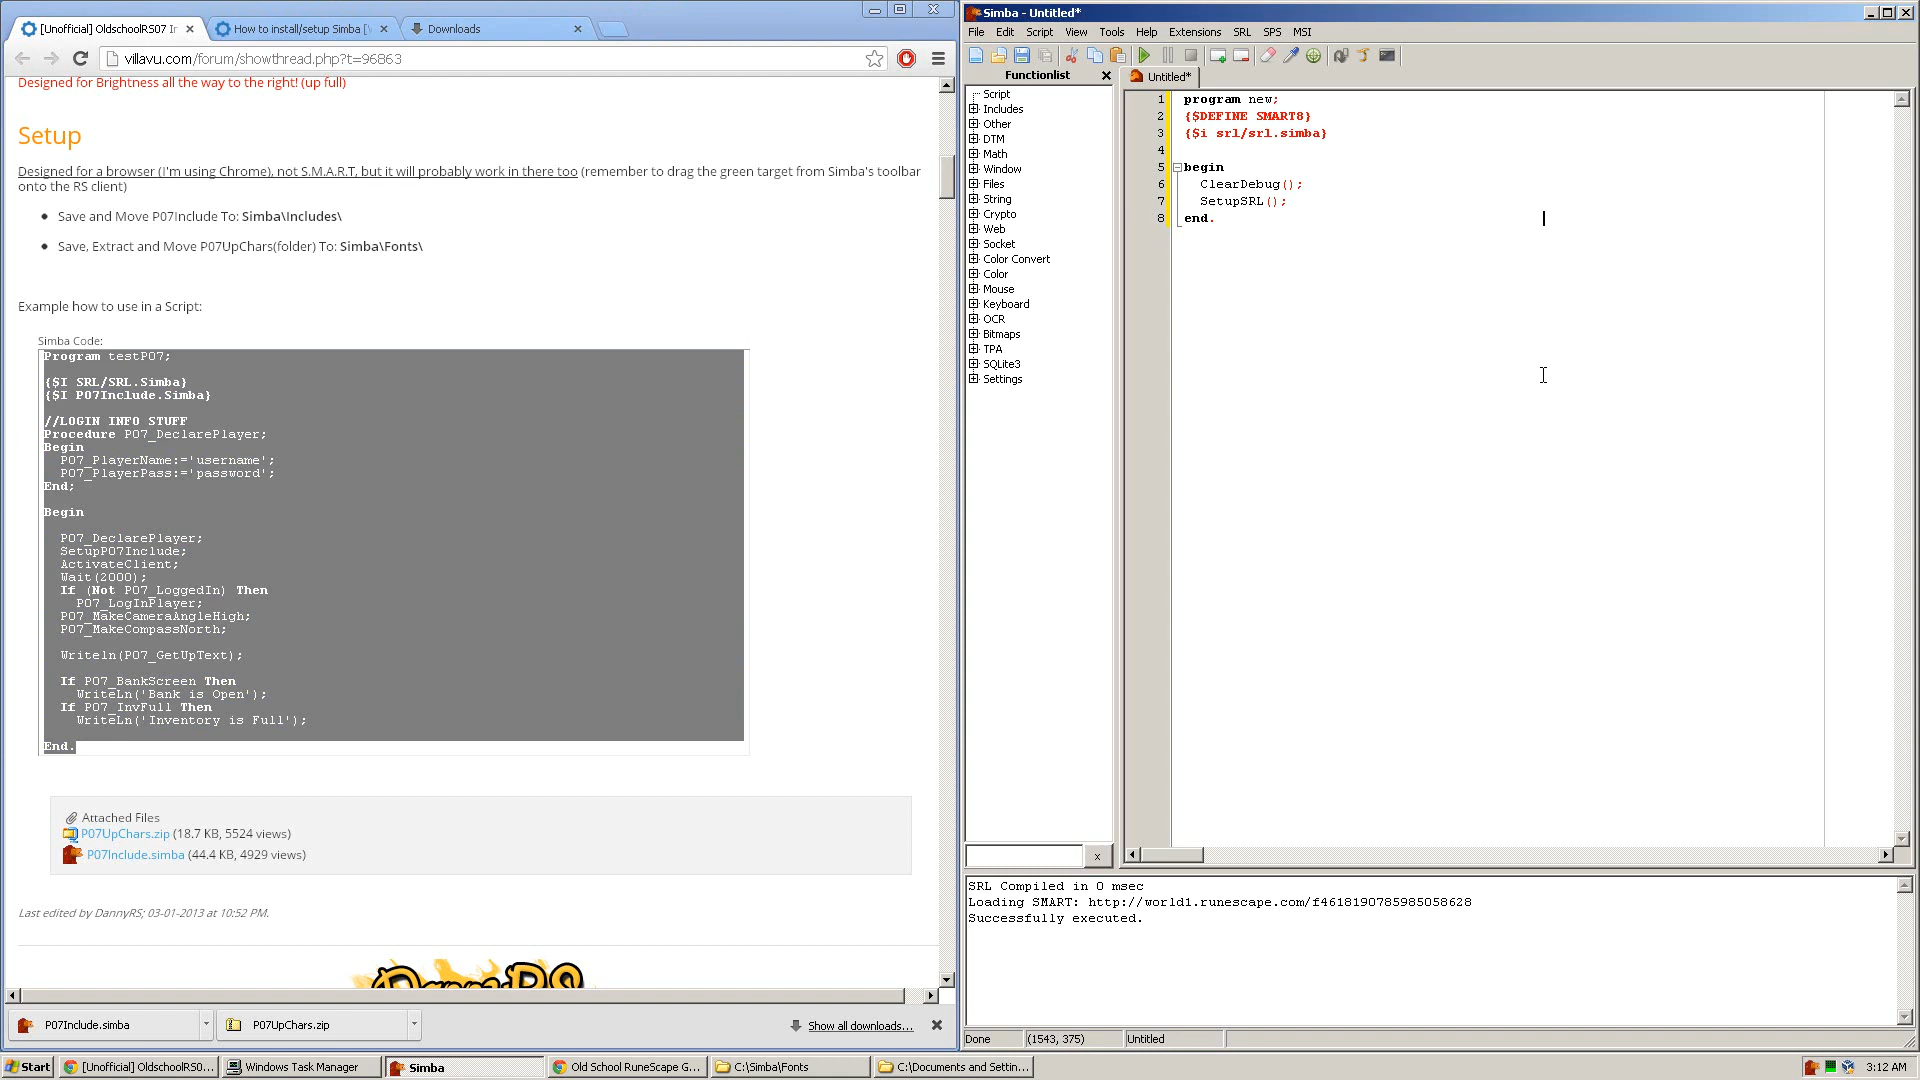 [Unofficial] OldschoolRS07 Ir
How to install/setup Simba [V
Downloads
villavu.com/forum/showthread.php?t=96863
Designed for Brightness all the way to the right! (up full)
Setup
Designed for a browser (I'm using Chrome), not S.M.A.R.T, but it will probably work in there too (remember to drag the green target from Simba's toolbar
onto the RS client)
Save and Move P07Include To: Simba\Includes\
Save, Extract and Move P07UpChars(folder) To: Simba\Fonts\
Example how to use in a Script:
Simba Code:
Program testP07;
{$I SRL/SRL.Simba}
{$I P07Include.Simba}
//LOGIN INFO STUFF
Procedure P07_DeclarePlayer;
Begin
P07_PlayerName:='username';
P07_PlayerPass:='password';
End;
Begin
P07_DeclarePlayer;
SetupP07Include;
ActivateClient;
Wait(2000);
If (Not P07_LoggedIn) Then
P07_LogInPlayer;
P07_MakeCameraAngleHigh;
P07_MakeCompassNorth;
Writeln(P07_GetUpText);
If P07_BankScreen Then
WriteLn('Bank is Open');
If P07_InvFull Then
WriteLn('Inventory is Full');
End.
Attached Files
P07UpChars.zip (18.7 KB, 5524 views)
P07Include.simba (44.4 KB, 4929 views)
Last edited by DannyRS; 03-01-2013 at 10:52 PM.
DannyRS
P07Include.simba
P07UpChars.zip
Show all downloads...
Simba - Untitled*
File Edit Script View Tools Help Extensions SRL SPS MSI
Functionlist
Script
Includes
Other
DTM
Math
Window
Files
String
Crypto
Web
Socket
Color Convert
Color
Mouse
Keyboard
OCR
Bitmaps
TPA
SQLite3
Settings
x
Untitled*
1 program new;
2 {$DEFINE SMART8}
3 {$i srl/srl.simba}
4
5 begin
6 ClearDebug();
7 SetupSRL();
8 end.
SRL Compiled in 0 msec
Loading SMART: http://world1.runescape.com/f46181907859850586​28
Successfully executed.
Done (1543, 375) Untitled
Start
[Unofficial] OldschoolRS0...
Windows Task Manager
Simba
Old School RuneScape G...
C:\Simba\Fonts
C:\Documents and Settin...
3:12 AM